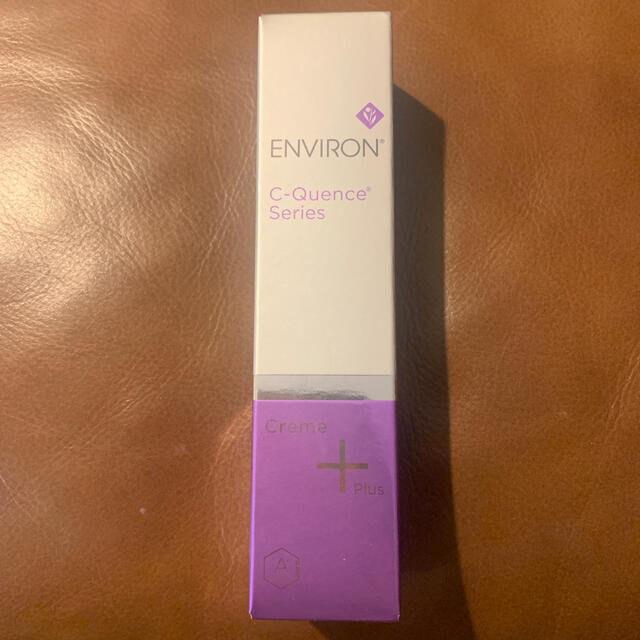 ENVIRON®
C-Quence®
Series
Creme
Plus
A